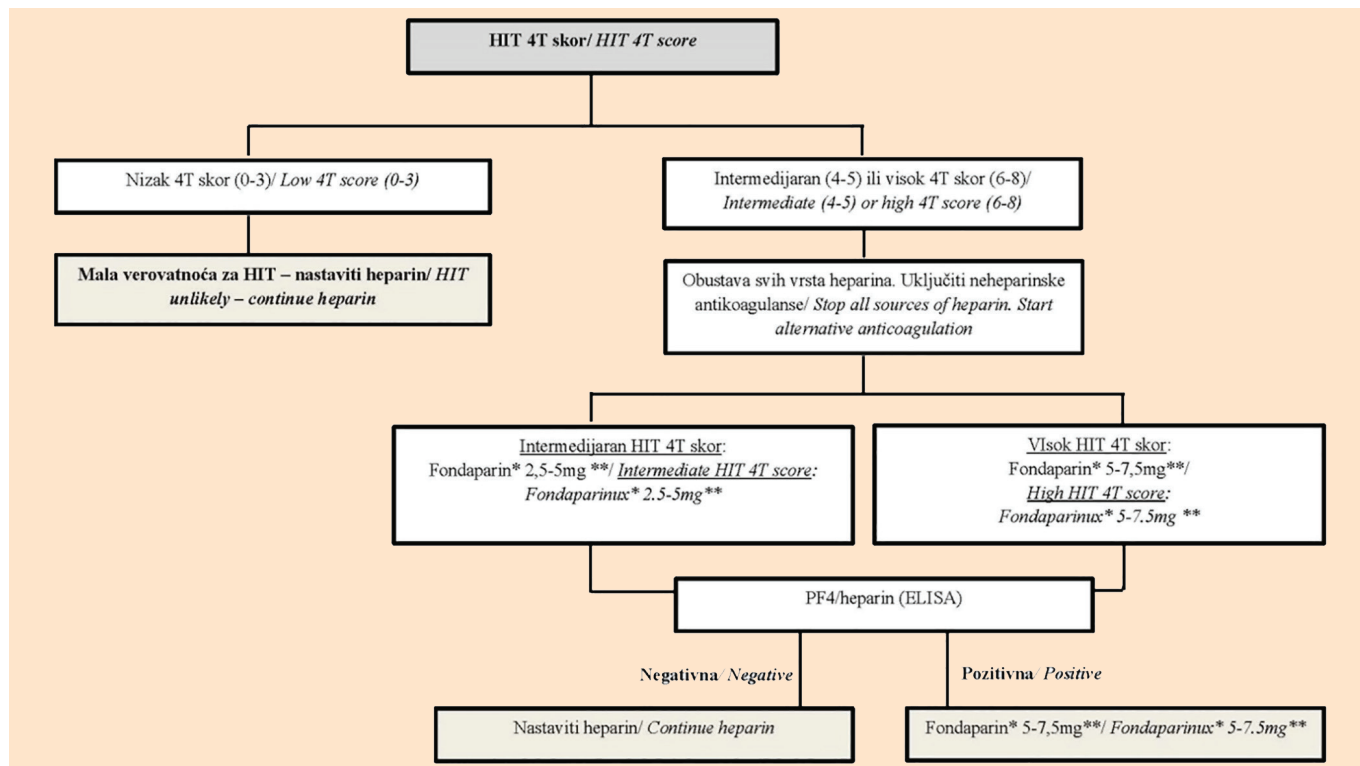 HIT 4T skor/ HIT 4T score
Nizak 4T skor (0-3)/ Low 4T score (0-3)
Intermedijaran (4-5) ili visok 4T skor (6-8)/
Intermediate (4-5) or high 4T score (6-8)
Mala verovatnoća za HIT – nastaviti heparin/ HIT
unlikely – continue heparin
Obustava svih vrsta heparina. Uključiti neheparinske
antikoagulanse/ Stop all sources of heparin. Start
alternative anticoagulation
Intermedijaran HIT 4T skor:
Fondaparin* 2,5-5mg **/ Intermediate HIT 4T score:
Fondaparinux* 2.5-5mg**
VIsok HIT 4T skor:
Fondaparin* 5-7,5mg**/
High HIT 4T score:
Fondaparinux* 5-7.5mg **
PF4/heparin (ELISA)
Negativna/ Negative
Pozitivna/ Positive
Nastaviti heparin/ Continue heparin
Fondaparin* 5-7,5mg**/ Fondaparinux* 5-7.5mg**